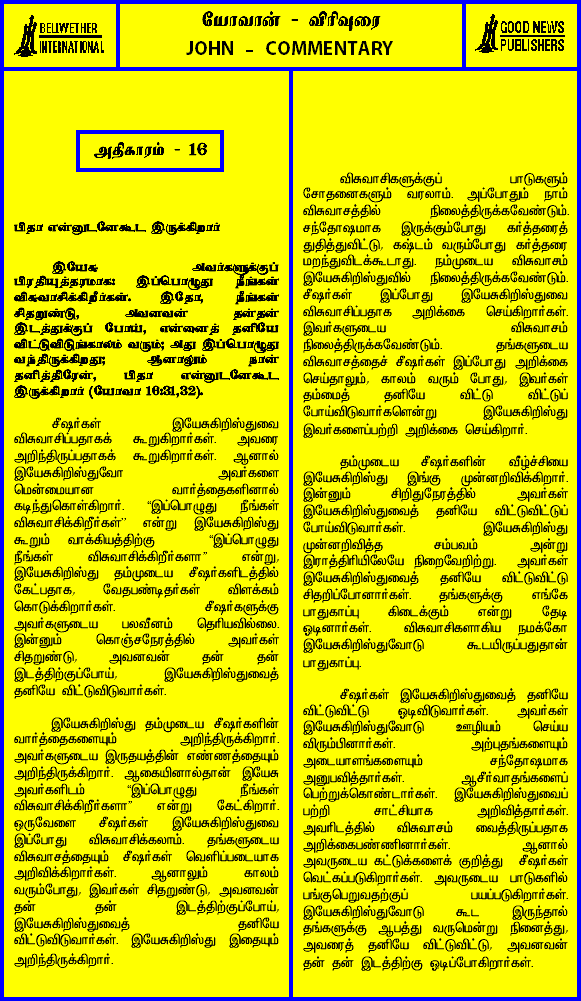 BELWETHER
INTERNATIONAL
யோவான் - விரிவுரை
JOHN - COMMENTARY
GOOD NEWS
PUBLISHERS
அதிகாரம் - 16
பிதா என்னுடனேகூட இருக்கிறார்
இயேசு அவர்களுக்குப்
பிரதியுத்தரமாக: இப்பொழுது நீங்கள்
விசுவாசிக்கிறீர்கள். இதோ, நீங்கள்
சிதறுண்டு, அவனவன் தன்தன்
இடத்துக்குப் போய், என்னைத் தனியே
விட்டுவிடுங்காலம் வரும்; அது இப்பொழுது
வந்திருக்கிறது; ஆனாலும் நான்
தனித்திரேன், பிதா என்னுடனேகூட
இருக்கிறார் (யோவா 16:31,32).
சீஷர்கள் இயேசுகிறிஸ்துவை
விசுவாசிப்பதாகக் கூறுகிறார்கள். அவரை
அறிந்திருப்பதாகக் கூறுகிறார்கள். ஆனால்
இயேசுகிறிஸ்துவோ அவர்களை
மென்மையான வார்த்தைகளினால்
கடிந்துகொள்கிறார். “இப்பொழுது நீங்கள்
விசுவாசிக்கிறீர்கள்” என்று இயேசுகிறிஸ்து
கூறும் வாக்கியத்திற்கு “இப்பொழுது
நீங்கள் விசுவாசிக்கிறீர்களா” என்று,
இயேசுகிறிஸ்து தம்முடைய சீஷர்களிடத்தில்
கேட்பதாக, வேதபண்டிதர்கள் விளக்கம்
கொடுக்கிறார்கள். சீஷர்களுக்கு
அவர்களுடைய பலவீனம் தெரியவில்லை.
இன்னும் கொஞ்சநேரத்தில் அவர்கள்
சிதறுண்டு, அவனவன் தன் தன்
இடத்திற்குப்போய், இயேசுகிறிஸ்துவைத்
தனியே விட்டுவிடுவார்கள்.
இயேசுகிறிஸ்து தம்முடைய சீஷர்களின்
வார்த்தைகளையும் அறிந்திருக்கிறார்.
அவர்களுடைய இருதயத்தின் எண்ணத்தையும்
அறிந்திருக்கிறார். ஆகையினால்தான் இயேசு
அவர்களிடம் “இப்பொழுது நீங்கள்
விசுவாசிக்கிறீர்களா” என்று கேட்கிறார்.
ஒருவேளை சீஷர்கள் இயேசுகிறிஸ்துவை
இப்போது விசுவாசிக்கலாம். தங்களுடைய
விசுவாசத்தையும் சீஷர்கள் வெளிப்படையாக
அறிவிக்கிறார்கள். ஆனாலும் காலம்
வரும்போது, இவர்கள் சிதறுண்டு, அவனவன்
தன் தன் இடத்திற்குப்போய்,
இயேசுகிறிஸ்துவைத் தனியே
விட்டுவிடுவார்கள். இயேசுகிறிஸ்து இதையும்
அறிந்திருக்கிறார்.
விசுவாசிகளுக்குப் பாடுகளும்
சோதனைகளும் வரலாம். அப்போதும் நாம்
விசுவாசத்தில் நிலைத்திருக்கவேண்டும்.
சந்தோஷமாக இருக்கும்போது கர்த்தரைத்
துதித்துவிட்டு, கஷ்டம் வரும்போது கர்த்தரை
மறந்துவிடக்கூடாது. நம்முடைய விசுவாசம்
இயேசுகிறிஸ்துவில் நிலைத்திருக்கவேண்டும்.
சீஷர்கள் இப்போது இயேசுகிறிஸ்துவை
விசுவாசிப்பதாக அறிக்கை செய்கிறார்கள்.
இவர்களுடைய விசுவாசம்
நிலைத்திருக்கவேண்டும். தங்களுடைய
விசுவாசத்தைச் சீஷர்கள் இப்போது அறிக்கை
செய்தாலும், காலம் வரும் போது, இவர்கள்
தம்மைத் தனியே விட்டு விட்டுப்
போய்விடுவார்களென்று இயேசுகிறிஸ்து
இவர்களைப்பற்றி அறிக்கை செய்கிறார்.
தம்முடைய சீஷர்களின் வீழ்ச்சியை
இயேசுகிறிஸ்து இங்கு முன்னறிவிக்கிறார்.
இன்னும் சிறிதுநேரத்தில் அவர்கள்
இயேசுகிறிஸ்துவைத் தனியே விட்டுவிட்டுப்
போய்விடுவார்கள். இயேசுகிறிஸ்து
முன்னறிவித்த சம்பவம் அன்று
இராத்திரியிலேயே நிறைவேறிற்று. அவர்கள்
இயேசுகிறிஸ்துவைத் தனியே விட்டுவிட்டு
சிதறிப்போனார்கள். தங்களுக்கு எங்கே
பாதுகாப்பு கிடைக்கும் என்று தேடி
ஓடினார்கள். விசுவாசிகளாகிய நமக்கோ
இயேசுகிறிஸ்துவோடு கூடயிருப்பதுதான்
பாதுகாப்பு.
சீஷர்கள் இயேசுகிறிஸ்துவைத் தனியே
விட்டுவிட்டு ஓடிவிடுவார்கள். அவர்கள்
இயேசுகிறிஸ்துவோடு ஊழியம் செய்ய
விரும்பினார்கள். அற்புதங்களையும்
அடையாளங்களையும் சந்தோஷமாக
அனுபவித்தார்கள். ஆசீர்வாதங்களைப்
பெற்றுக்கொண்டார்கள். இயேசுகிறிஸ்துவைப்
பற்றி சாட்சியாக அறிவித்தார்கள்.
அவரிடத்தில் விசுவாசம் வைத்திருப்பதாக
அறிக்கைபண்ணினார்கள். ஆனால்
அவருடைய கட்டுக்களைக் குறித்து சீஷர்கள்
வெட்கப்படுகிறார்கள். அவருடைய பாடுகளில்
பங்குபெறுவதற்குப் பயப்படுகிறார்கள்.
இயேசுகிறிஸ்துவோடு கூட இருந்தால்
தங்களுக்கு ஆபத்து வருமென்று நினைத்து,
அவரைத் தனியே விட்டுவிட்டு, அவனவன்
தன் தன் இடத்திற்கு ஓடிப்போகிறார்கள்.